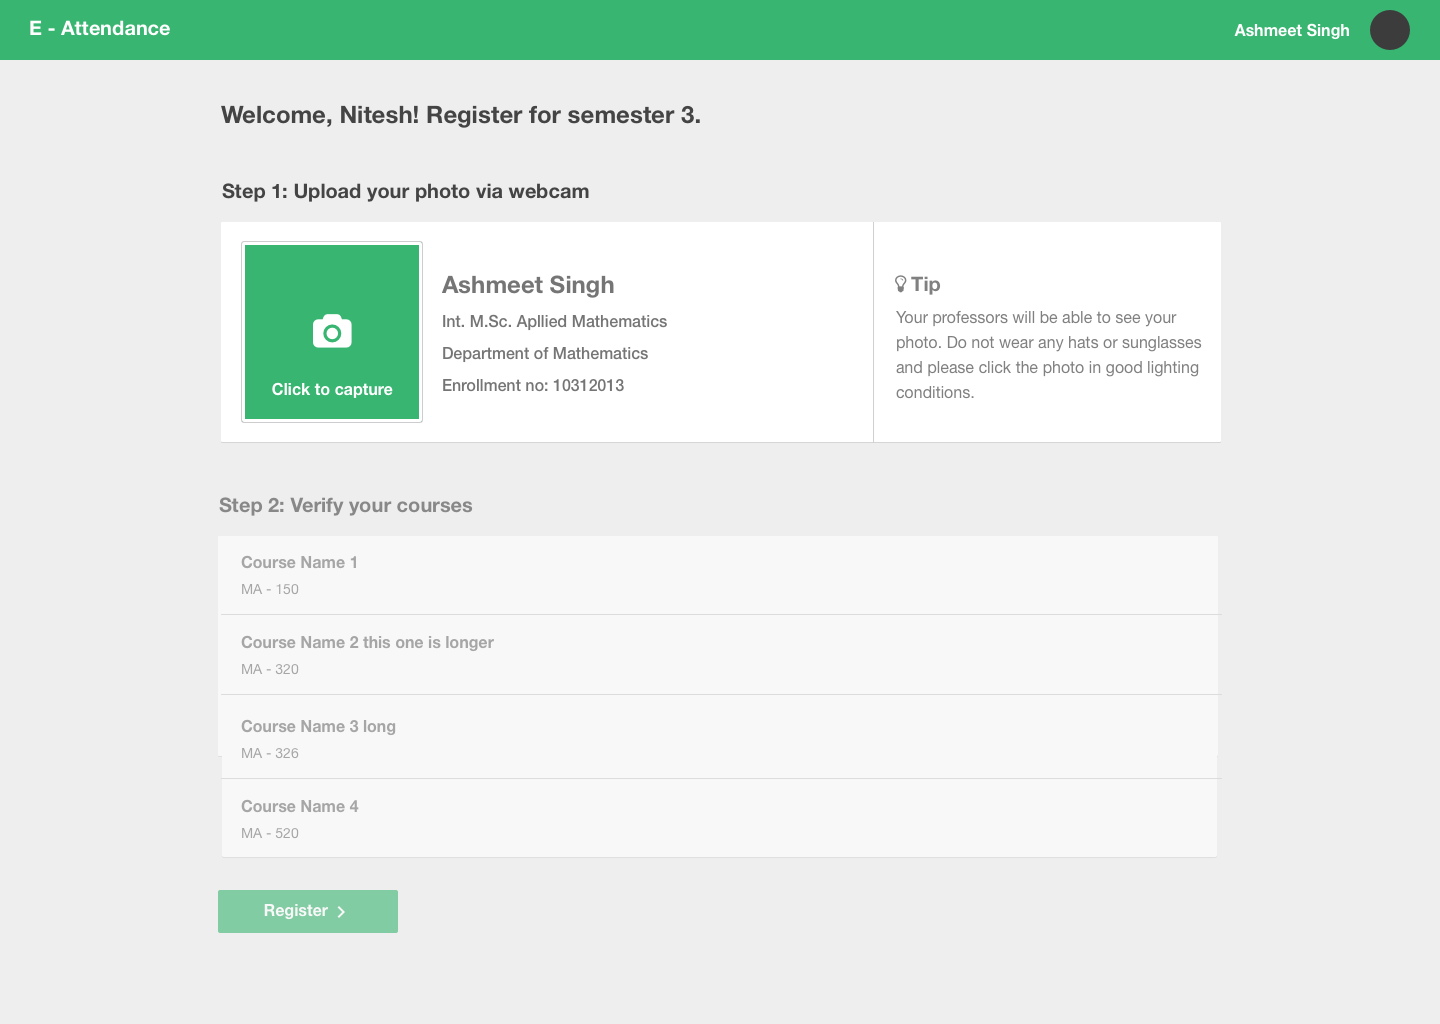 E - Attendance
Ashmeet Singh
Welcome, Nitesh! Register for semester 3.
Step 1: Upload your photo via webcam
Click to capture
Ashmeet Singh
Int. M.Sc. Apllied Mathematics
Department of Mathematics
Enrollment no: 10312013
Tip
Your professors will be able to see your
photo. Do not wear any hats or sunglasses
and please click the photo in good lighting
conditions.
Step 2: Verify your courses
Course Name 1
MA - 150
Course Name 2 this one is longer
MA - 320
Course Name 3 long
MA - 326
Course Name 4
MA - 520
Register